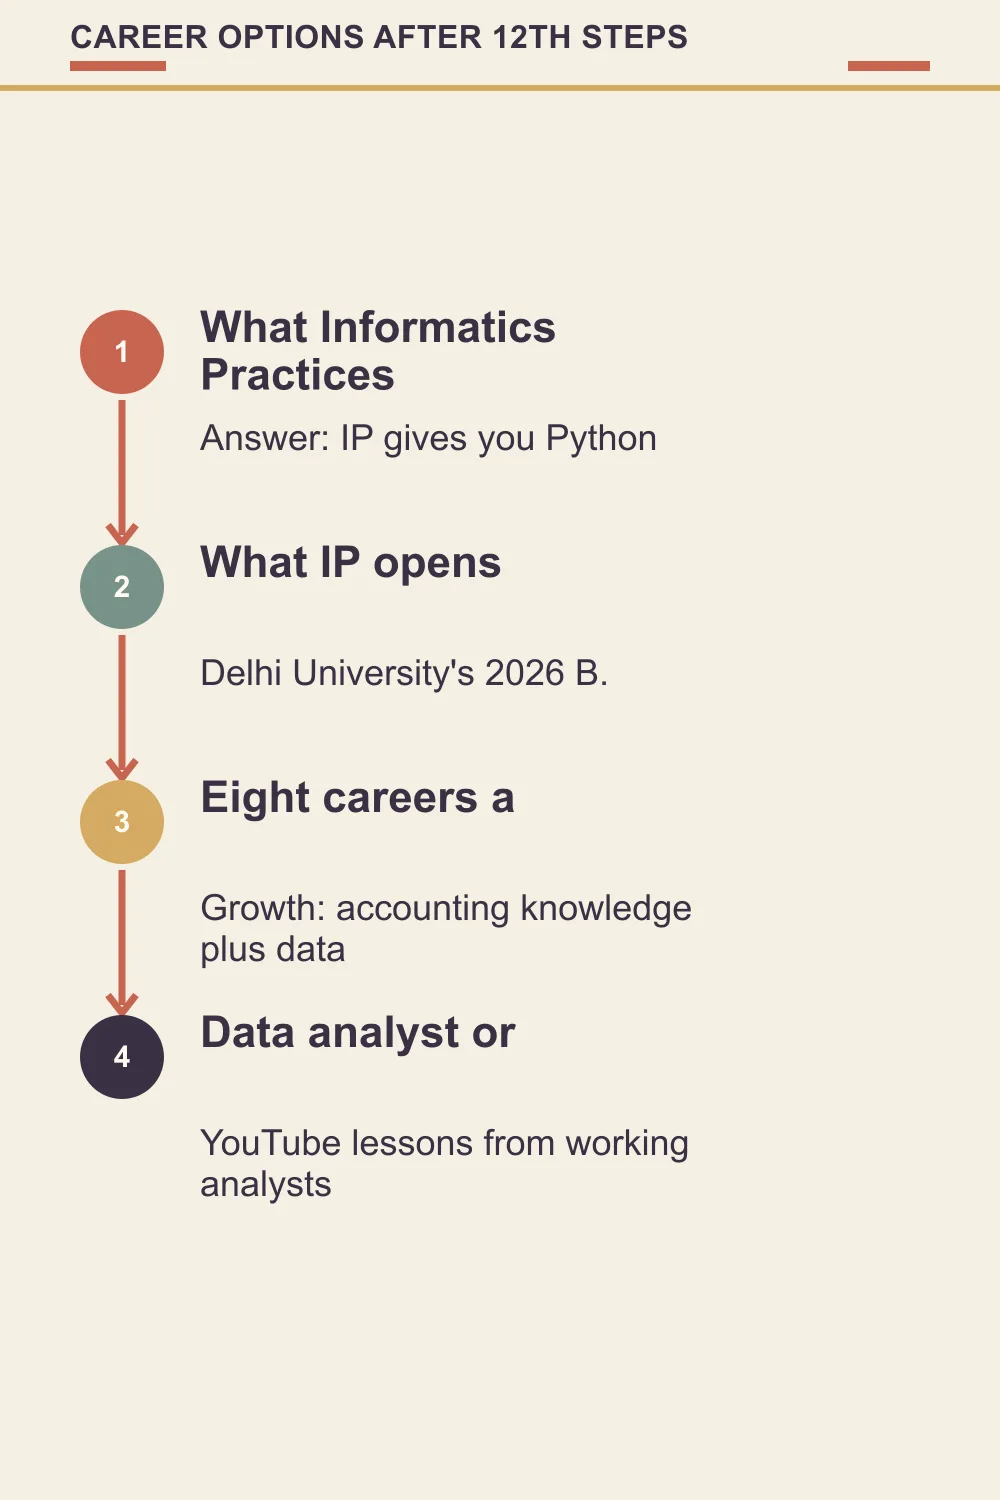 CAREER OPTIONS AFTER 12TH STEPS
1
What Informatics
Practices
Answer: IP gives you Python
2
What IP opens
Delhi University's 2026 B.
3
Eight careers a
Growth: accounting knowledge
plus data
4
Data analyst or
YouTube lessons from working
analysts